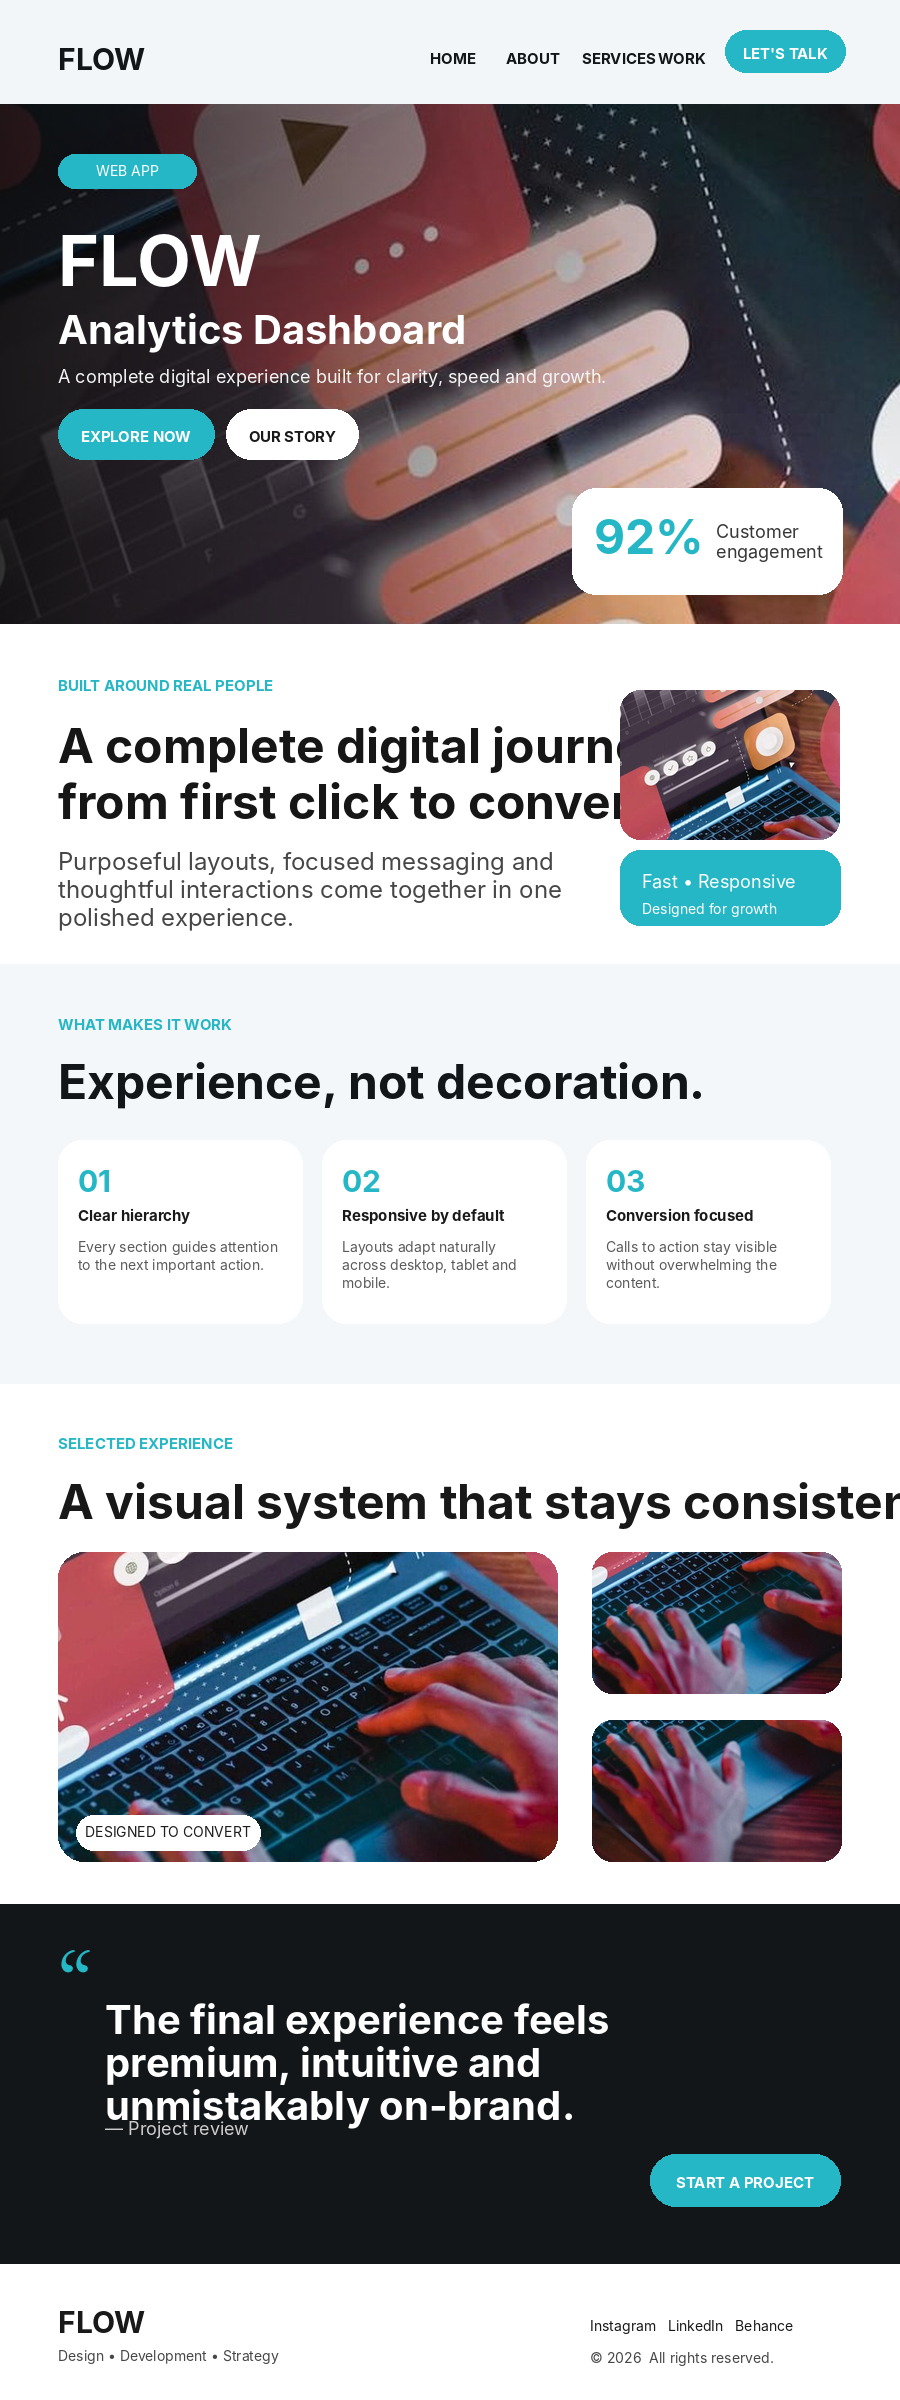 FLOW
HOME ABOUT SERVICES WORK LET'S TALK
WEB APP
FLOW
Analytics Dashboard
A complete digital experience built for clarity, speed and growth.
EXPLORE NOW OUR STORY
92% Customer
engagement
BUILT AROUND REAL PEOPLE
A complete digital
from first click to
Purposeful layouts, focused messaging and
thoughtful interactions come together in one
polished experience.
Fast • Responsive
Designed for growth
WHAT MAKES IT WORK
Experience, not decoration.
01
Clear hierarchy
Every section guides attention
to the next important action.
02
Responsive by default
Layouts adapt naturally
across desktop, tablet and
mobile.
03
Conversion focused
Calls to action stay visible
without overwhelming the
content.
SELECTED EXPERIENCE
A visual system that stays
DESIGNED TO CONVERT
“
The final experience feels
premium, intuitive and
unmistakably on-brand.
— Project review
START A PROJECT
FLOW
Design • Development • Strategy
Instagram LinkedIn Behance
© 2026 All rights reserved.